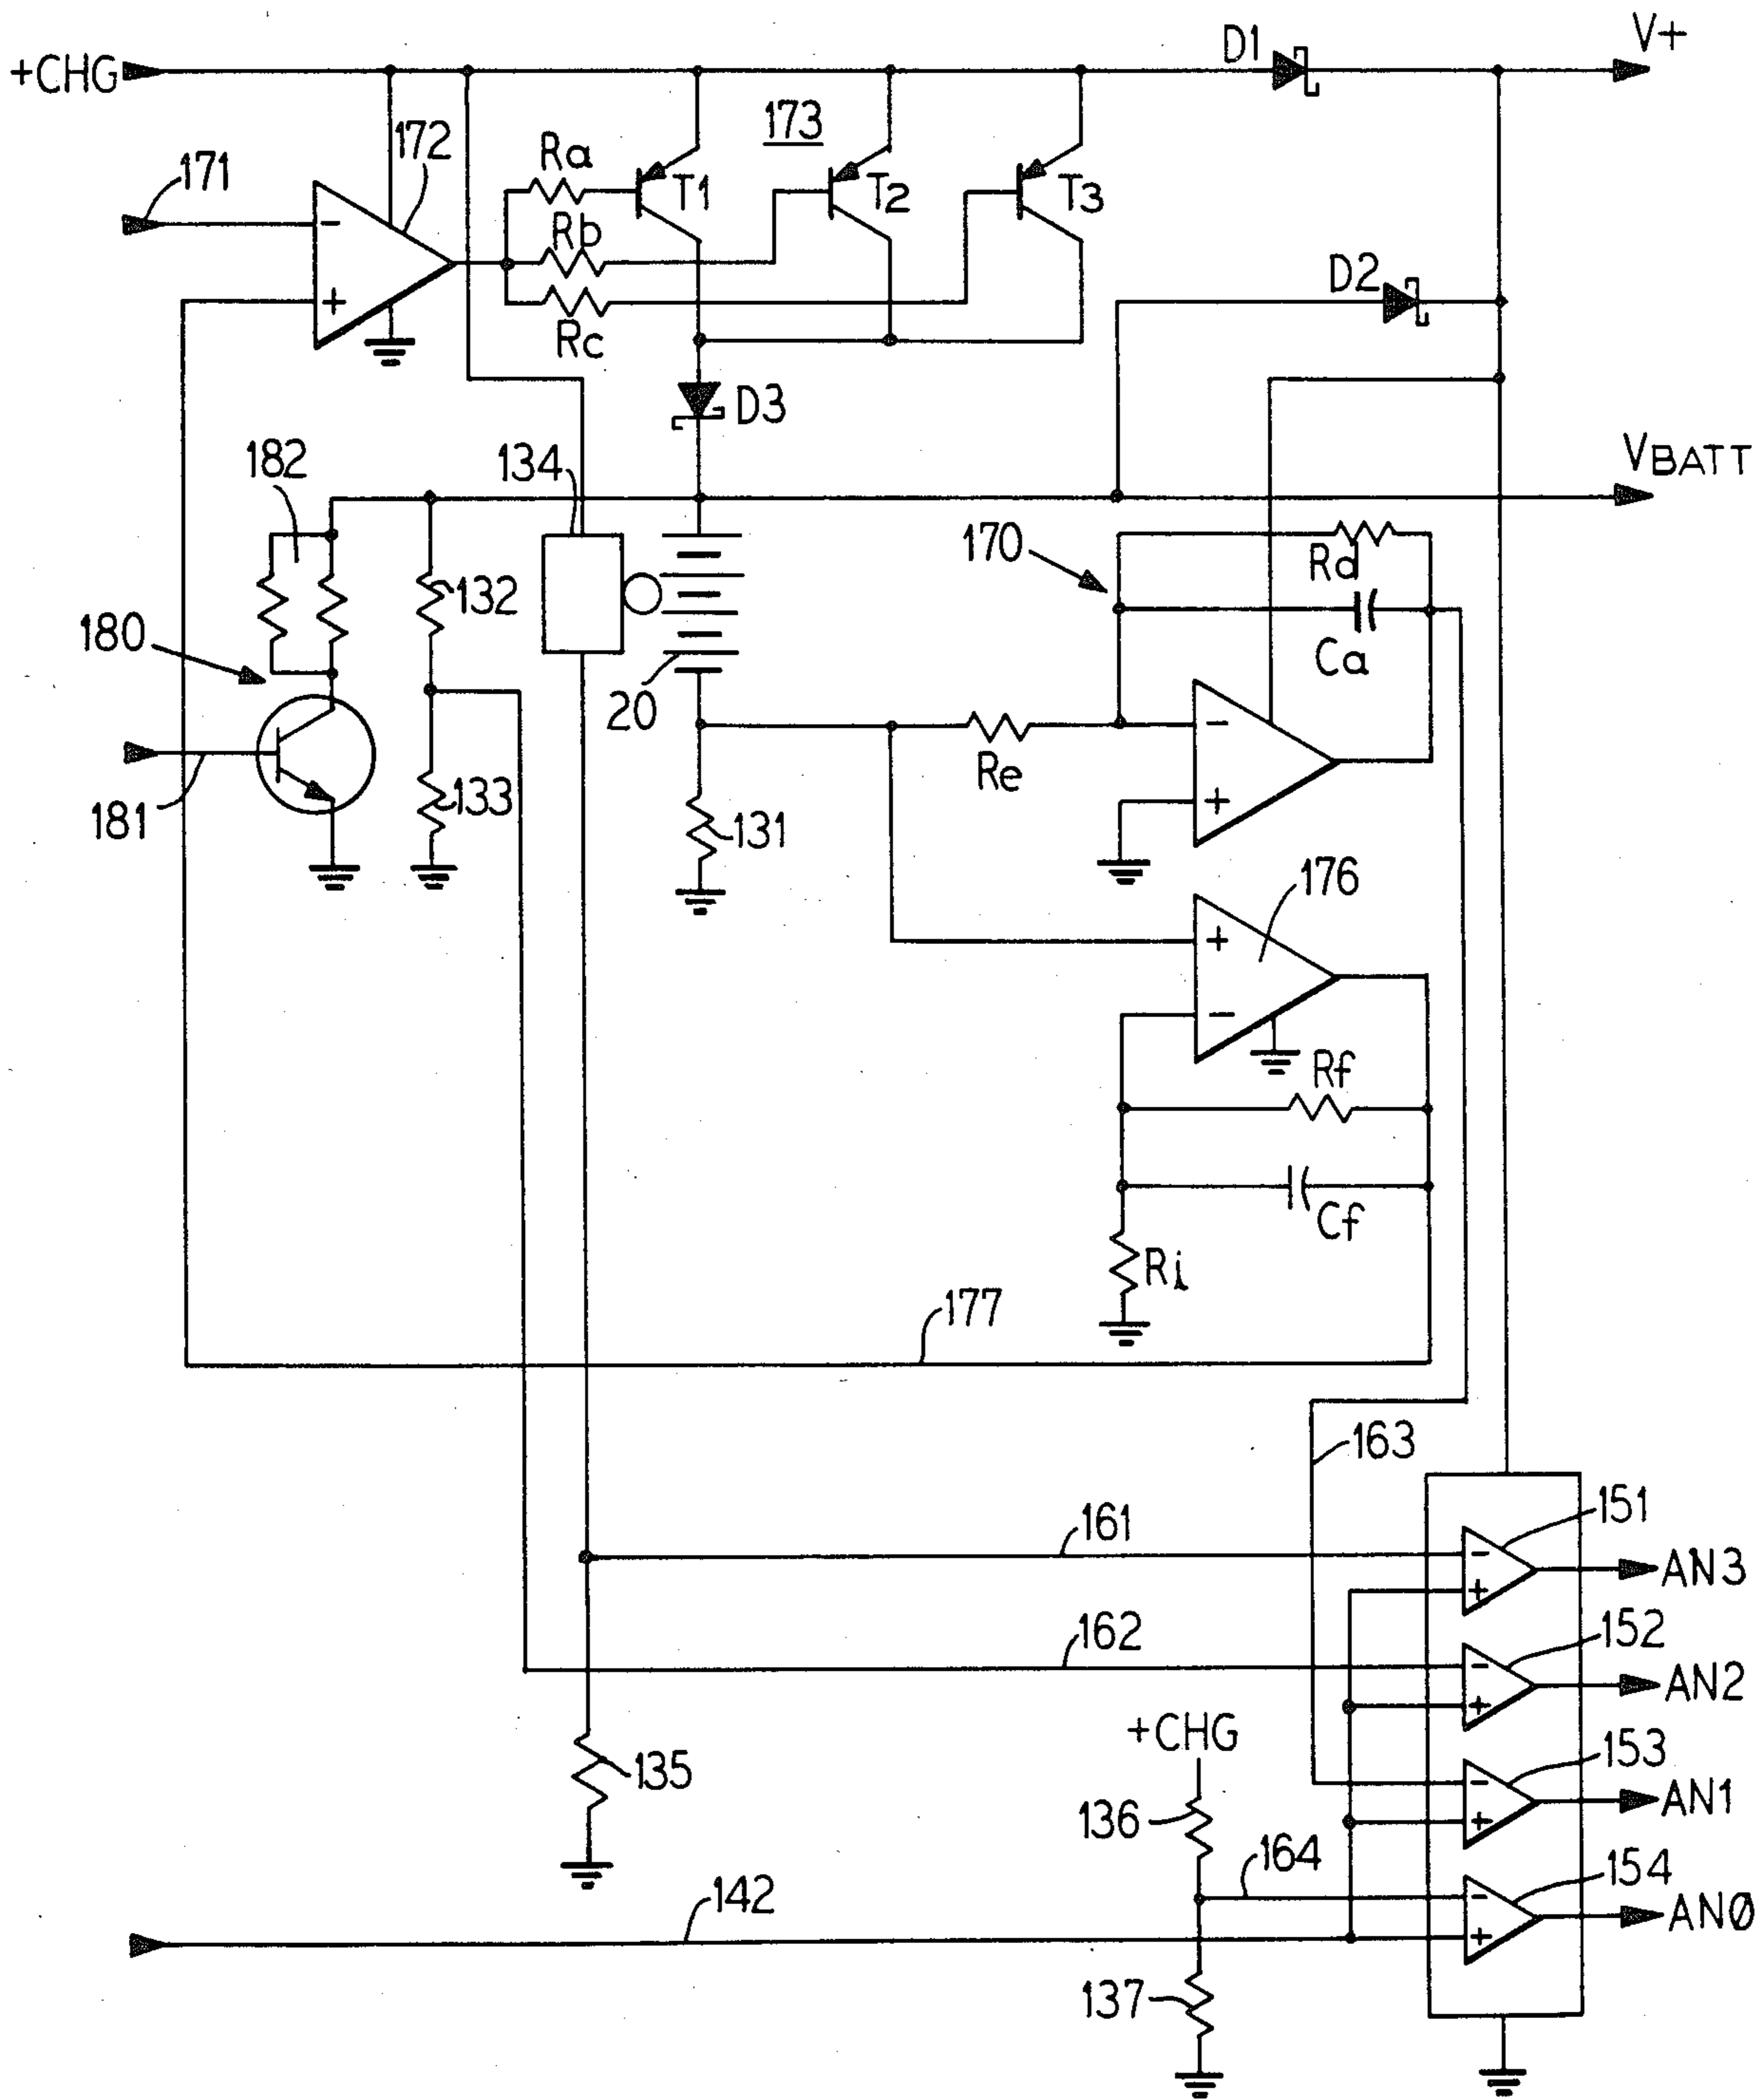 +CHG
D1
V+
171
172
Ra
173
T1
T2
T3
Rb
Rc
D2
D3
182
134
VBATT
170
Rd
132
Ca
180
20
Re
181
133
131
176
Rf
Cf
Ri
177
163
151
161
AN3
152
162
AN2
+CHG
153
135
AN1
136
164
154
142
ANØ
137
- +
- +
+ -
- +
- +
- +
- +